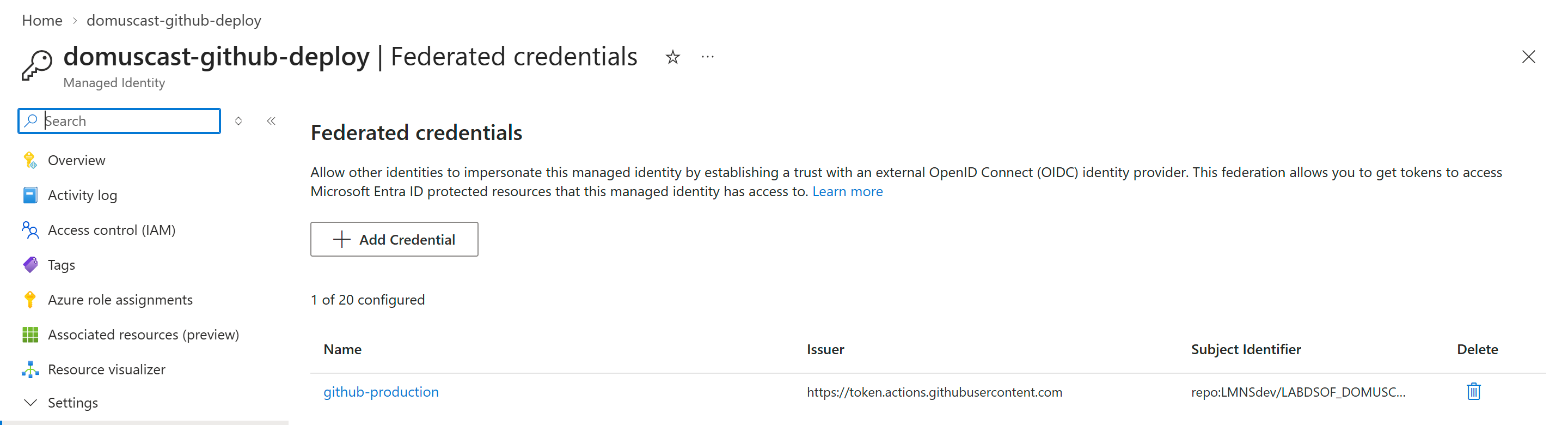 Home > domuscast-github-deploy
domuscast-github-deploy | Federated credentials
Managed Identity
Search
Overview
Activity log
Access control (IAM)
Tags
Azure role assignments
Associated resources (preview)
Resource visualizer
Settings
Federated credentials
Allow other identities to impersonate this managed identity by establishing a trust with an external OpenID Connect (OIDC) identity provider. This federation allows you to get tokens to access
Microsoft Entra ID protected resources that this managed identity has access to. Learn more
Add Credential
1 of 20 configured
Name Issuer Subject Identifier Delete
github-production https://token.actions.githubusercontent.com repo:LMNSdev/LABDSOF_DOMUSC...